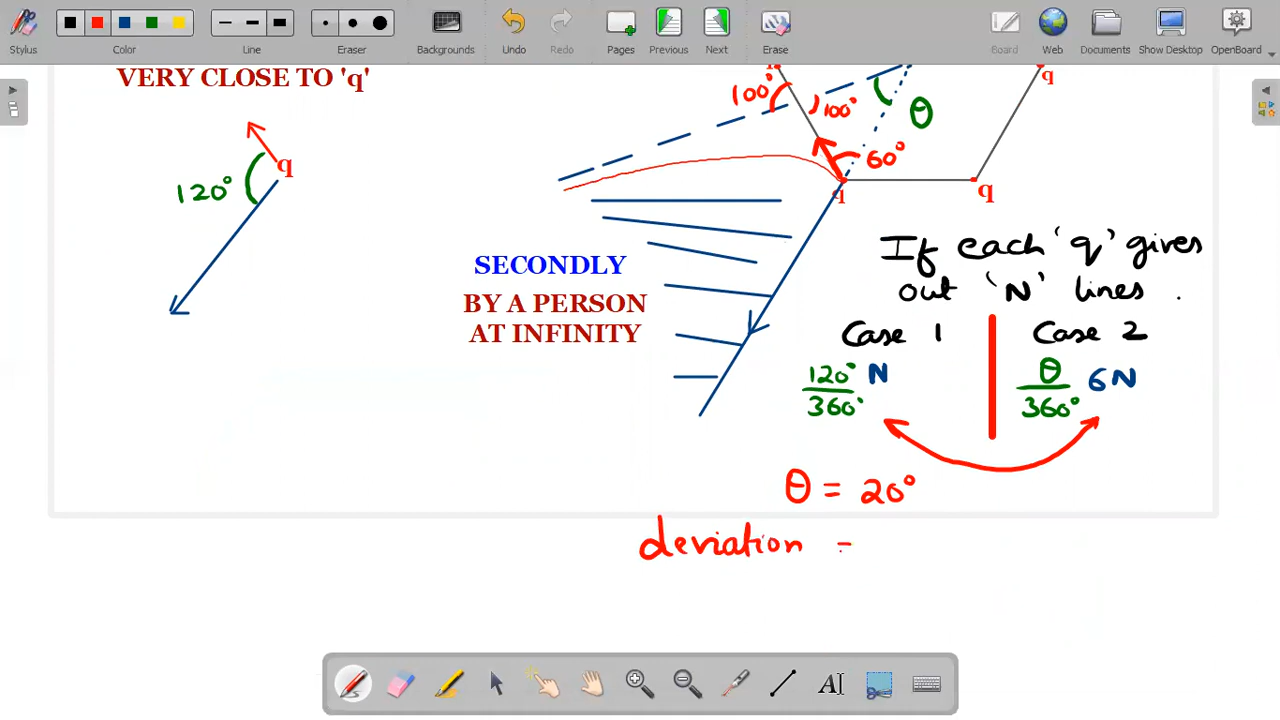 Stylus
Color
Line
Eraser
Backgrounds
Undo
Redo
Pages
Previous
Next
Erase
Board
Web
Documents
Show Desktop
OpenBoard
VERY CLOSE TO 'q'
q
120°
100°
100°
θ
60°
q
q
q
SECONDLY
BY A PERSON
AT INFINITY
If each 'q' gives
out 'N' lines.
Case 1
120°/360° N
Case 2
θ/360° 6N
θ = 20°
deviation =